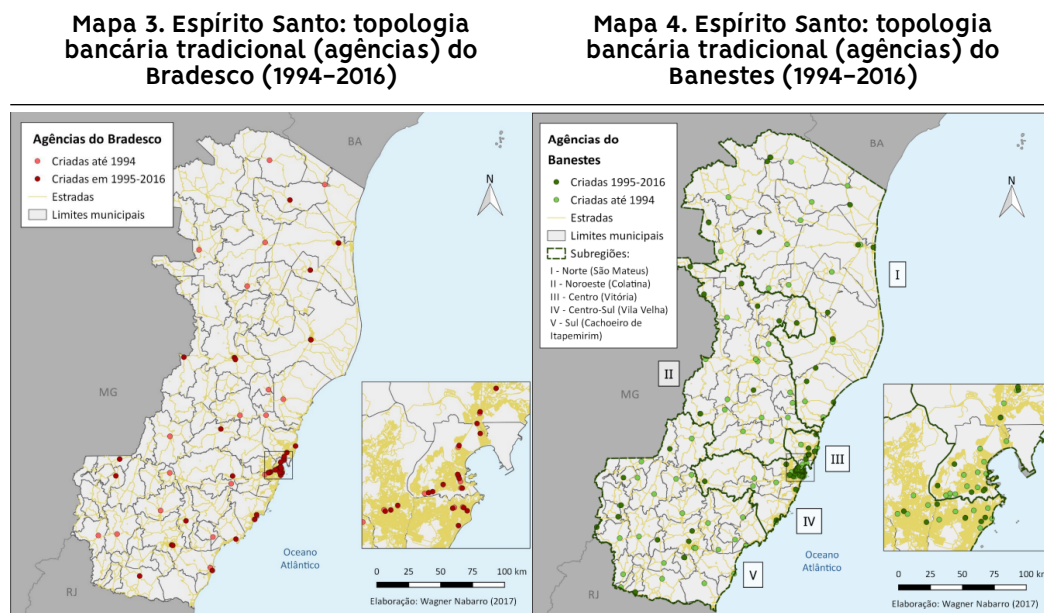 Mapa 3. Espírito Santo: topologia
bancária tradicional (agências) do
Bradesco (1994–2016)
Agências do Bradesco
Criadas até 1994
Criadas em 1995-2016
Estradas
Limites municipais
BA
N
MG
RJ
Oceano
Atlântico
0 25 50 75 100 km
Elaboração: Wagner Nabarro (2017)
Mapa 4. Espírito Santo: topologia
bancária tradicional (agências) do
Banestes (1994–2016)
Agências do
Banestes
Criadas 1995-2016
Criadas até 1994
Estradas
Limites municipais
Subregiões:
I - Norte (São Mateus)
II - Noroeste (Colatina)
III - Centro (Vitória)
IV - Centro-Sul (Vila Velha)
V - Sul (Cachoeiro de
Itapemirim)
BA
N
I
II
MG
III
IV
V
RJ
Oceano
Atlântico
0 25 50 75 100 km
Elaboração: Wagner Nabarro (2017)